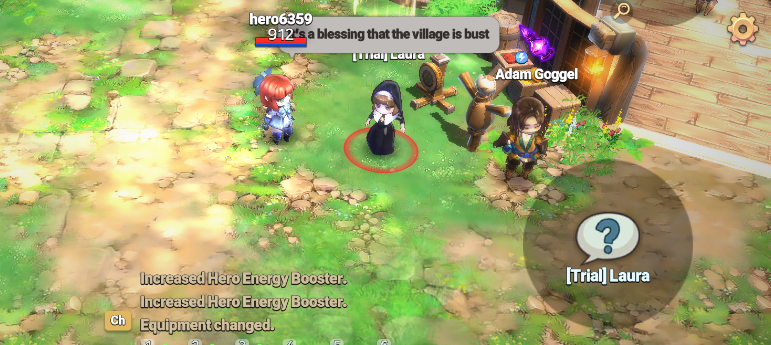 hero6359
912
's a blessing that the village is bust
[Trial] Laura
Adam Goggel
[Trial] Laura
Increased Hero Energy Booster.
Increased Hero Energy Booster.
Ch
Equipment changed.